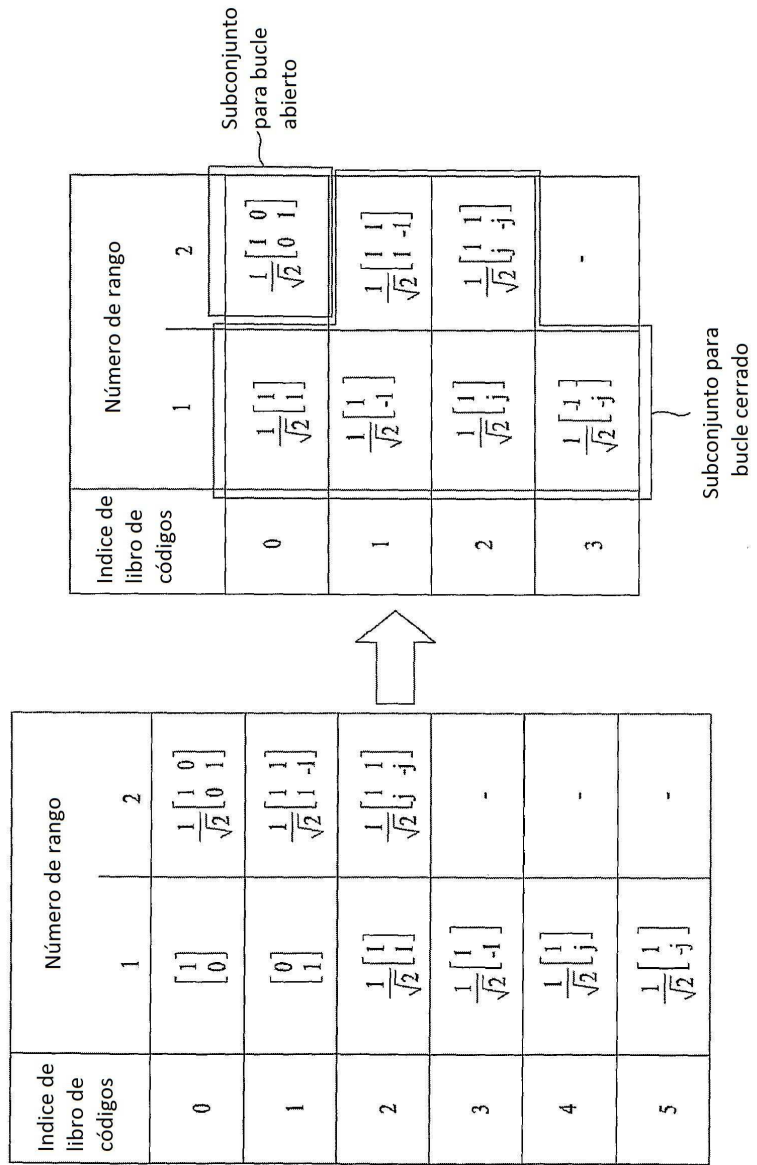 Indice de libro de códigos
Número de rango
1 2
0 [1 0] 1/√2 [1 0 0 1]
1 [0 1] 1/√2 [1 1 1 -1]
2 1/√2 [1 1] 1/√2 [1 1 j -j]
3 1/√2 [1 -1] -
4 1/√2 [1 j] -
5 1/√2 [1 -j] -
Indice de libro de códigos
Número de rango
1 2
0 1/√2 [1 1] 1/√2 [1 0 0 1]
1 1/√2 [1 -1] 1/√2 [1 1 1 -1]
2 1/√2 [1 j] 1/√2 [1 1 j -j]
3 1/√2 [-1 -j] -
Subconjunto
para bucle
abierto
Subconjunto para
bucle cerrado